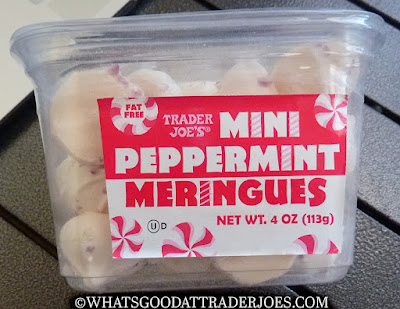 FAT
FREE
TRADER
JOE'S®
MINI
PEPPERMINT
MERINGUES
NET WT. 4 OZ (113g)
U D
©WHATSGOODATTRADERJOES.COM